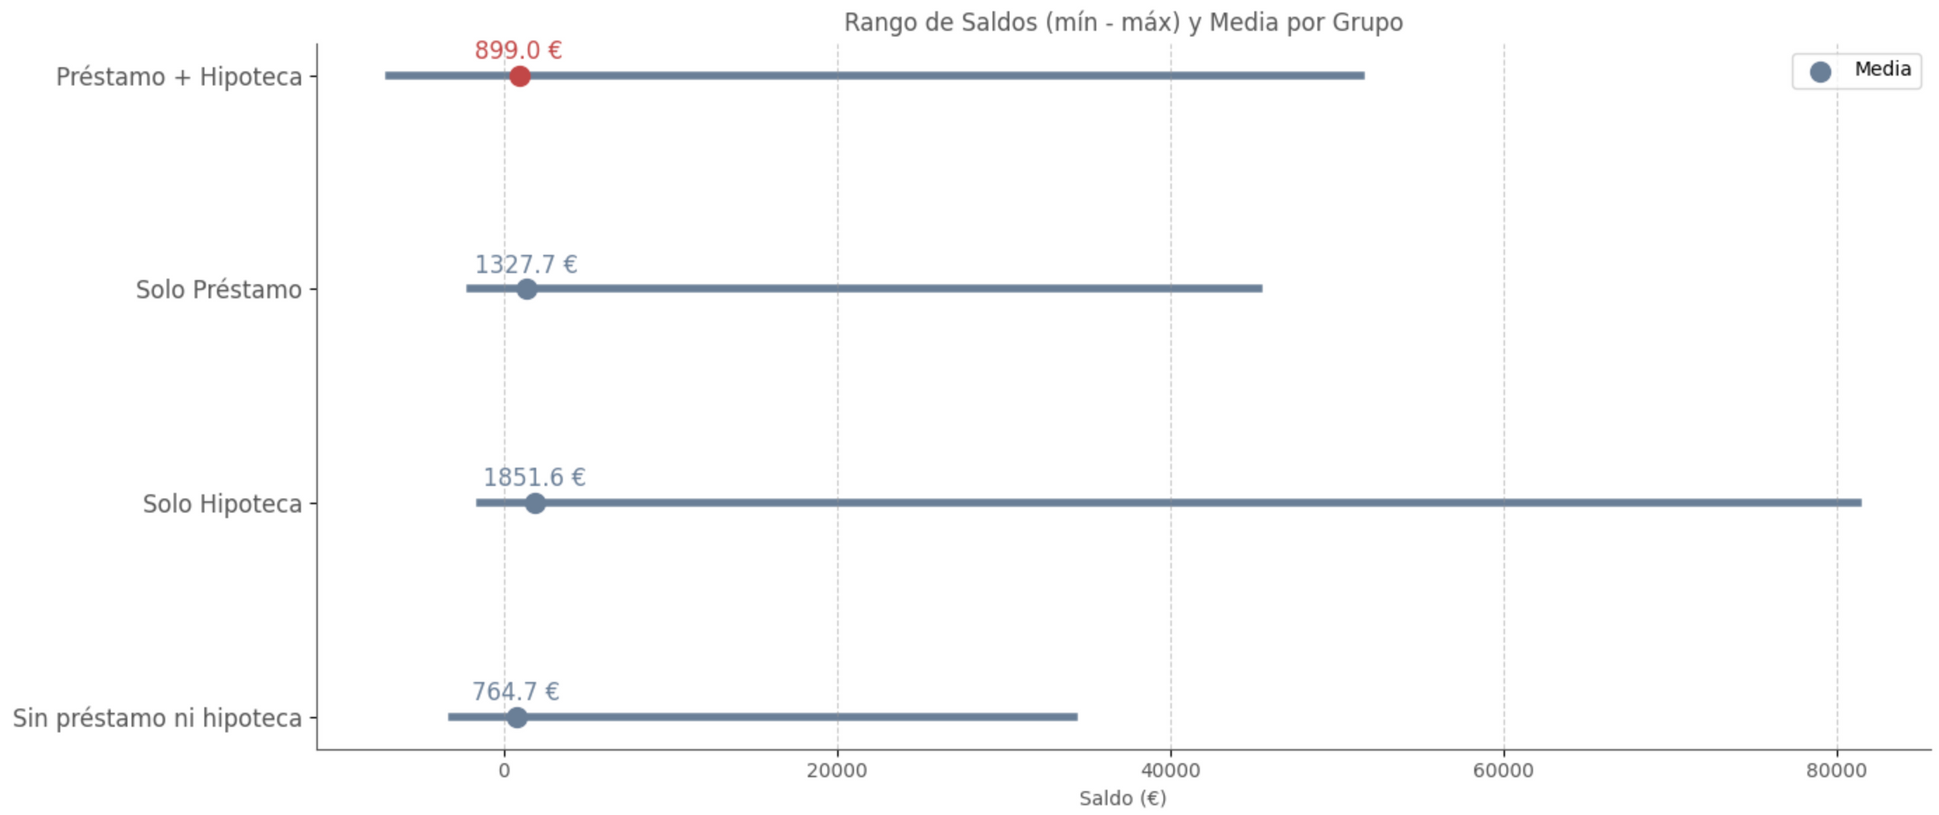 Rango de Saldos (mín - máx) y Media por Grupo
899.0 €
Préstamo + Hipoteca
Media
1327.7 €
Solo Préstamo
1851.6 €
Solo Hipoteca
764.7 €
Sin préstamo ni hipoteca
0 20000 40000 60000 80000
Saldo (€)